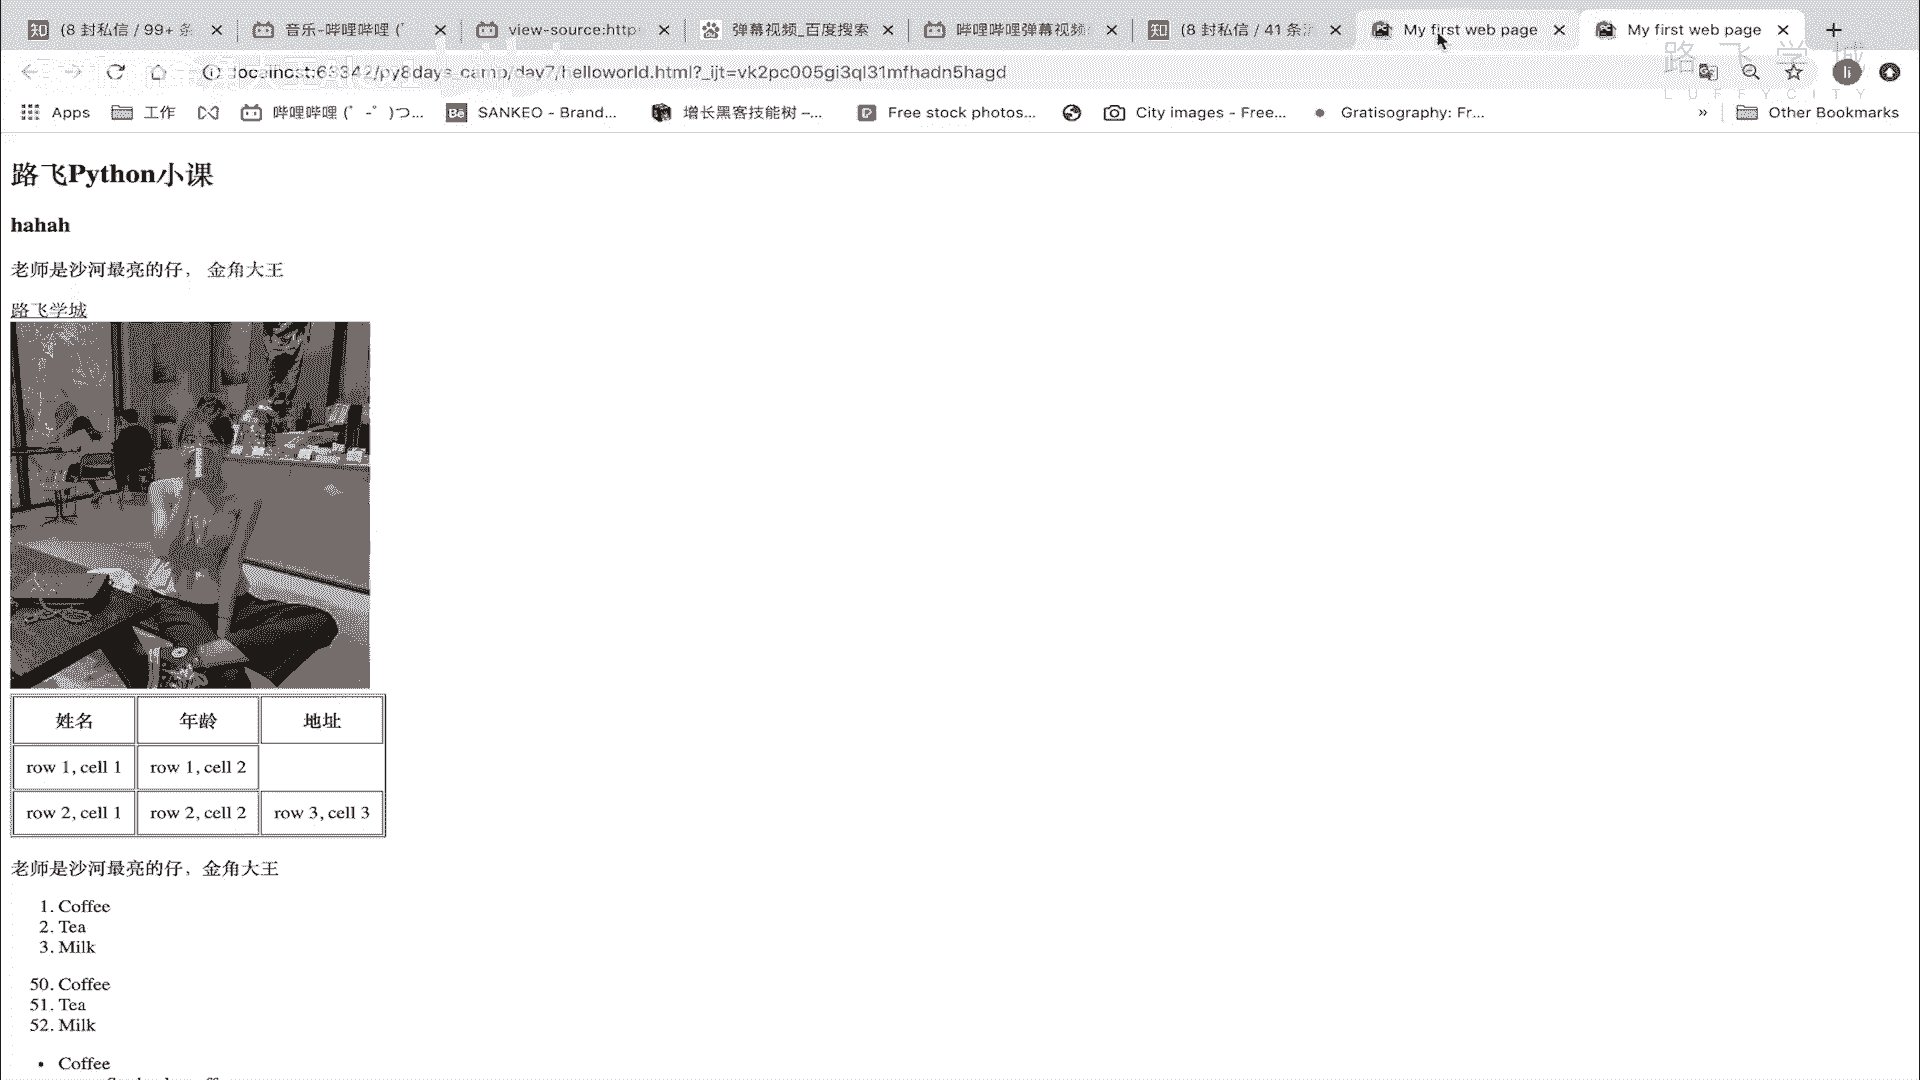 (8 封私信 / 99+ 条
音乐-哔哩哔哩 (゜
view-source:http
弹幕视频_百度搜索
哔哩哔哩弹幕视频
(8 封私信 / 41 条
My first web page
My first web page
localhost:63342/py8days_camp/day7/helloworld.html?_ijt=vk2pc005gi3ql31mfhadn5hagd
路飞学城
LUFFYCITY
Apps
工作
哔哩哔哩 (゜-゜)つ...
SANKEO - Brand...
增长黑客技能树 –...
Free stock photos...
City images - Free...
Gratisography: Fr...
»
Other Bookmarks
路飞Python小课
hahah
老师是沙河最亮的仔， 金角大王
路飞学城
姓名 年龄 地址
row 1, cell 1 row 1, cell 2
row 2, cell 1 row 2, cell 2 row 3, cell 3
老师是沙河最亮的仔，金角大王
1. Coffee
2. Tea
3. Milk
50. Coffee
51. Tea
52. Milk
• Coffee